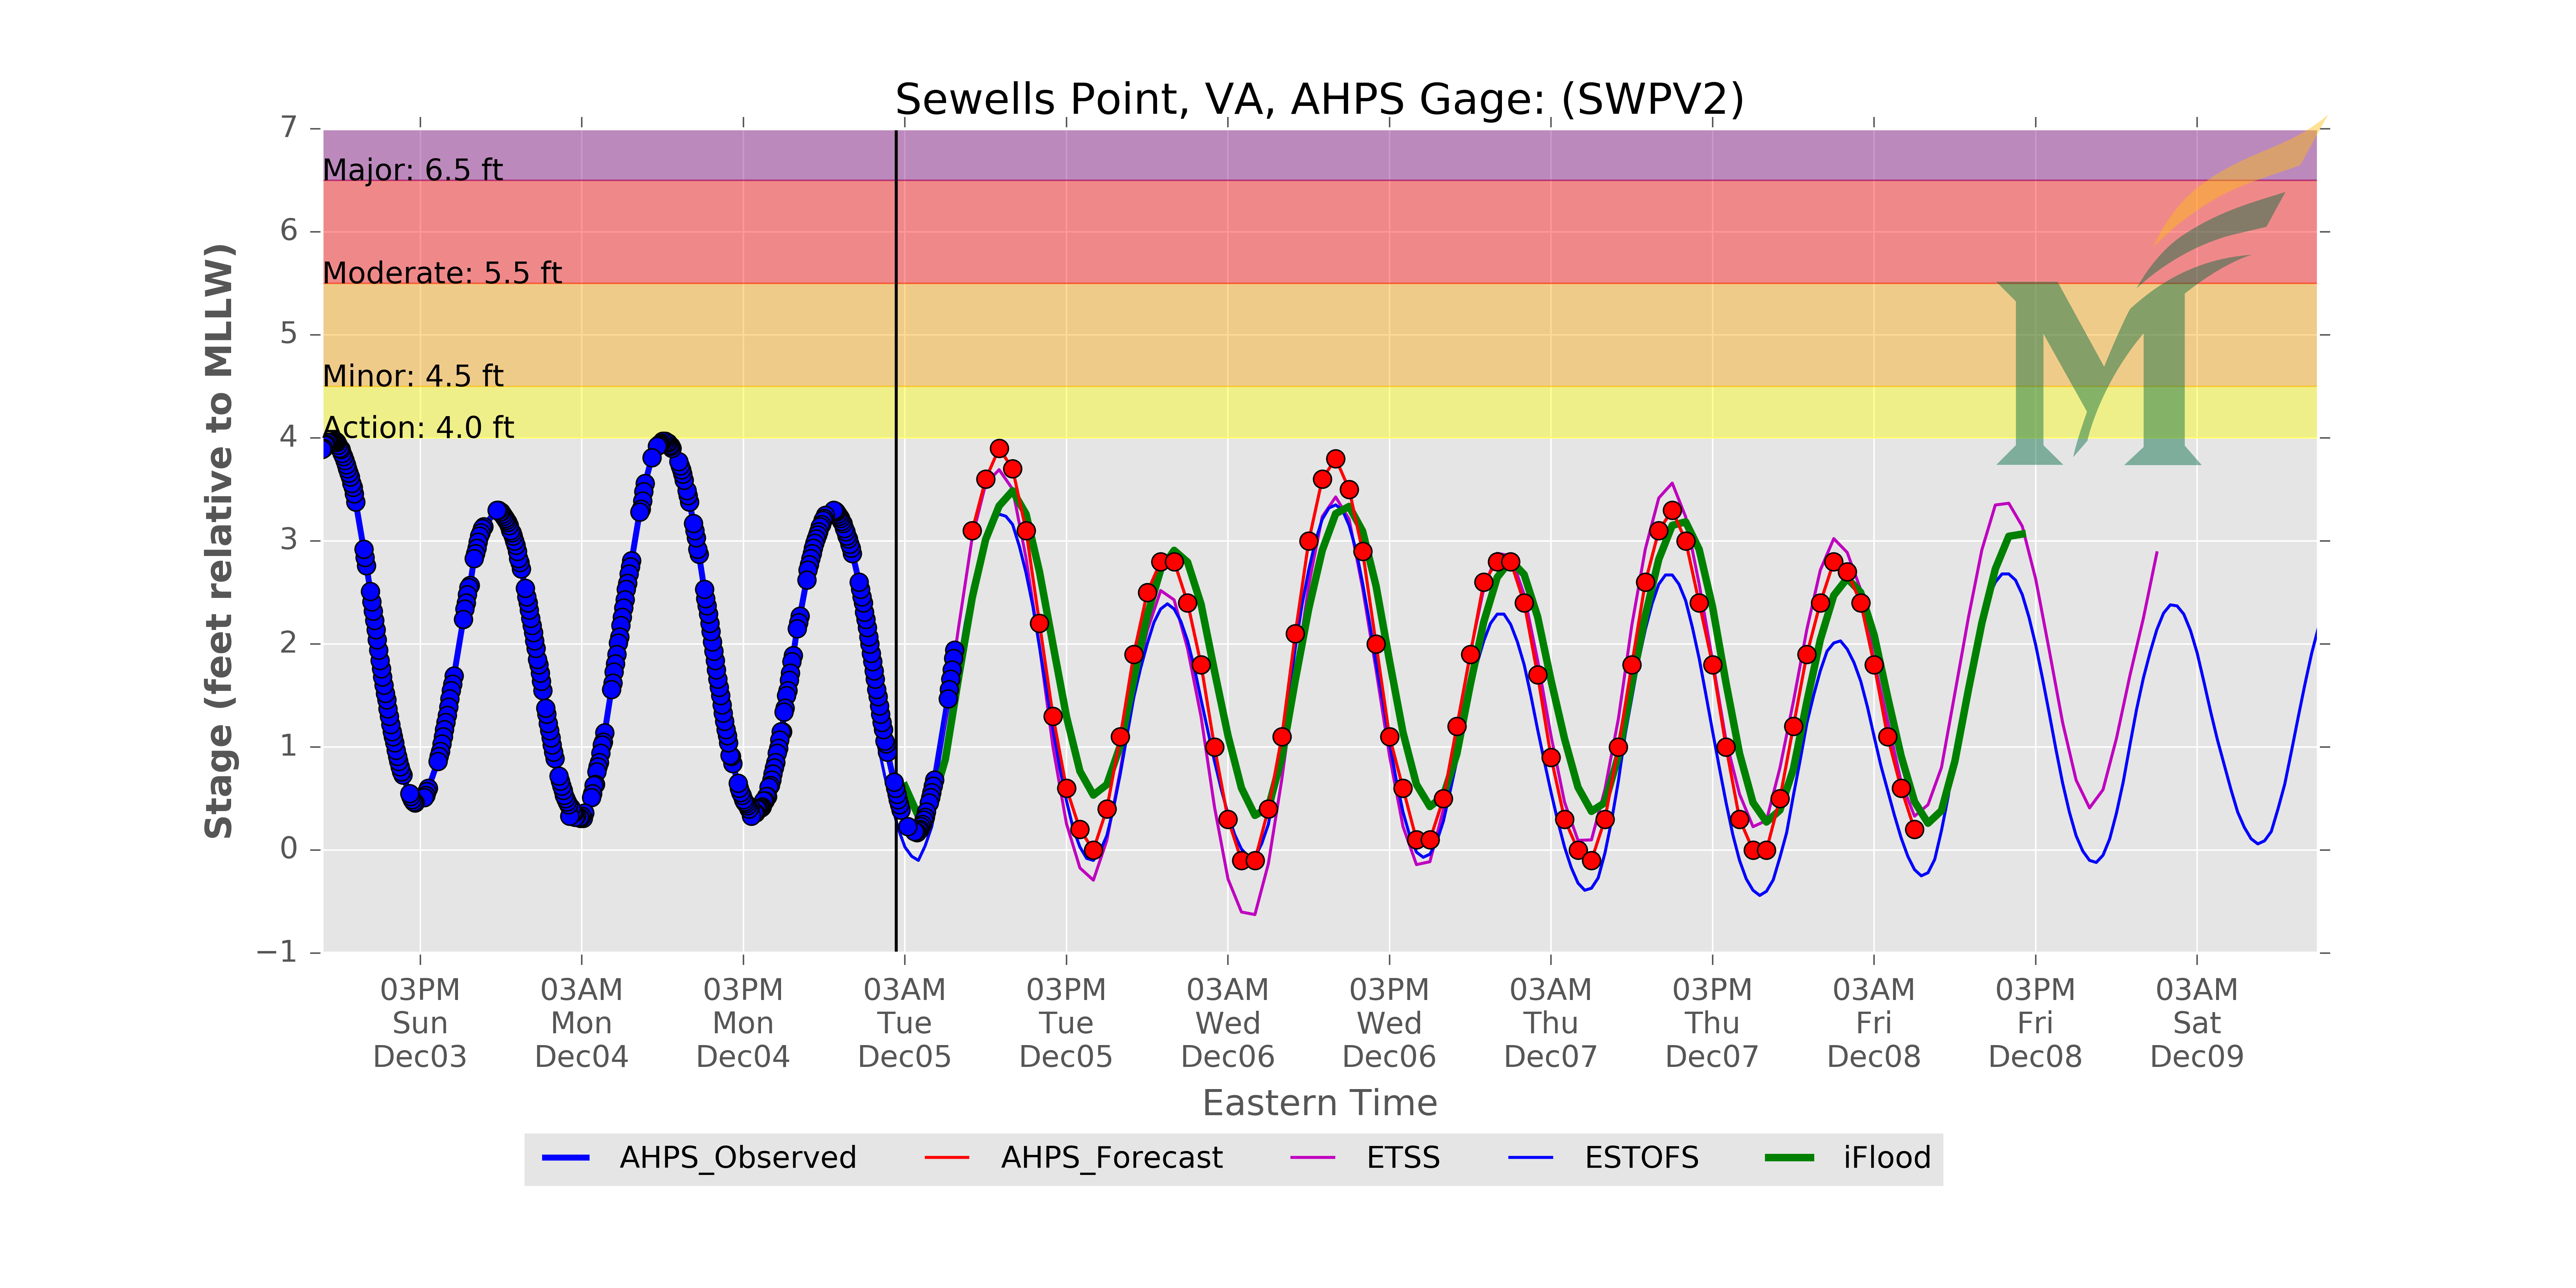 Sewells Point, VA, AHPS Gage: (SWPV2)
Stage (feet relative to MLLW)
7
6
5
4
3
2
1
0
−1
Major: 6.5 ft
Moderate: 5.5 ft
Minor: 4.5 ft
Action: 4.0 ft
M
03PM Sun Dec03
03AM Mon Dec04
03PM Mon Dec04
03AM Tue Dec05
03PM Tue Dec05
03AM Wed Dec06
03PM Wed Dec06
03AM Thu Dec07
03PM Thu Dec07
03AM Fri Dec08
03PM Fri Dec08
03AM Sat Dec09
Eastern Time
AHPS_Observed AHPS_Forecast ETSS ESTOFS iFlood